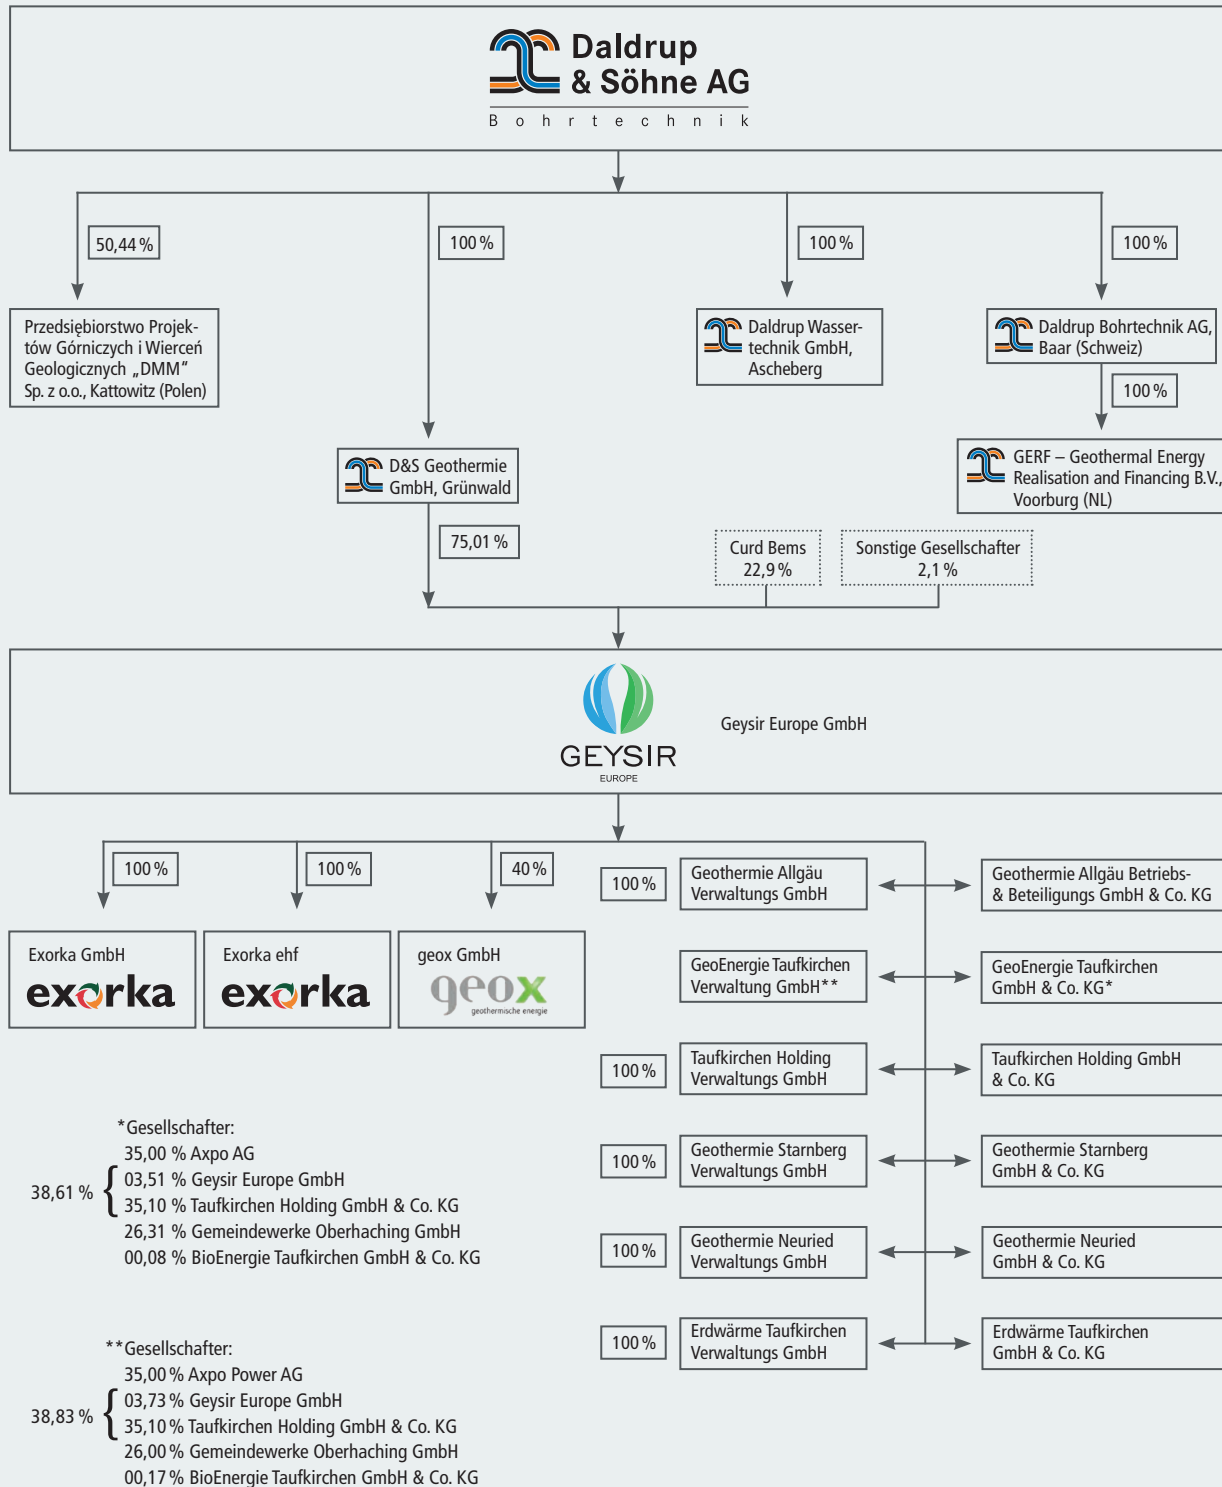 Daldrup
& Söhne AG
Bohrtechnik
50,44 %
100 %
100 %
100 %
Przedsiębiorstwo Projek-
tów Górniczych i Wierceń
Geologicznych „DMM“
Sp. z o.o., Kattowitz (Polen)
Daldrup Wasser-
technik GmbH,
Ascheberg
Daldrup Bohrtechnik AG,
Baar (Schweiz)
100 %
D&S Geothermie
GmbH, Grünwald
GERF – Geothermal Energy
Realisation and Financing B.V.,
Voorburg (NL)
75,01 %
Curd Bems
22,9 %
Sonstige Gesellschafter
2,1 %
GEYSIR
EUROPE
Geysir Europe GmbH
100 %
100 %
40 %
Exorka GmbH
exorka
Exorka ehf
exorka
geox GmbH
geox
geothermische energie
100 %
Geothermie Allgäu
Verwaltungs GmbH
Geothermie Allgäu Betriebs-
& Beteiligungs GmbH & Co. KG
GeoEnergie Taufkirchen
Verwaltung GmbH**
GeoEnergie Taufkirchen
GmbH & Co. KG*
100 %
Taufkirchen Holding
Verwaltungs GmbH
Taufkirchen Holding GmbH
& Co. KG
100 %
Geothermie Starnberg
Verwaltungs GmbH
Geothermie Starnberg
GmbH & Co. KG
100 %
Geothermie Neuried
Verwaltungs GmbH
Geothermie Neuried
GmbH & Co. KG
100 %
Erdwärme Taufkirchen
Verwaltungs GmbH
Erdwärme Taufkirchen
GmbH & Co. KG
*Gesellschafter:
35,00 % Axpo AG
38,61 % { 03,51 % Geysir Europe GmbH
35,10 % Taufkirchen Holding GmbH & Co. KG
26,31 % Gemeindewerke Oberhaching GmbH
00,08 % BioEnergie Taufkirchen GmbH & Co. KG
**Gesellschafter:
35,00 % Axpo Power AG
38,83 % { 03,73 % Geysir Europe GmbH
35,10 % Taufkirchen Holding GmbH & Co. KG
26,00 % Gemeindewerke Oberhaching GmbH
00,17 % BioEnergie Taufkirchen GmbH & Co. KG